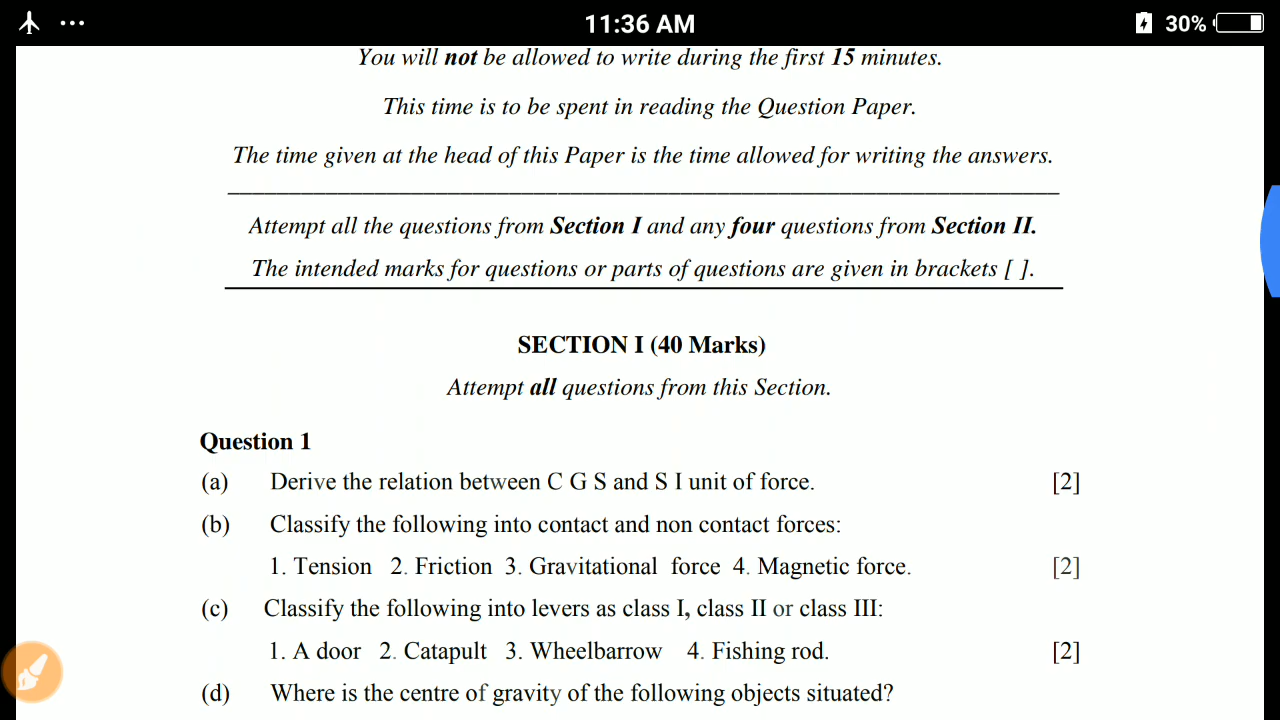 11:36 AM
30%
You will not be allowed to write during the first 15 minutes.
This time is to be spent in reading the Question Paper.
The time given at the head of this Paper is the time allowed for writing the answers.
Attempt all the questions from Section I and any four questions from Section II.
The intended marks for questions or parts of questions are given in brackets [ ].
SECTION I (40 Marks)
Attempt all questions from this Section.
Question 1
(a) Derive the relation between C G S and S I unit of force. [2]
(b) Classify the following into contact and non contact forces:
1. Tension 2. Friction 3. Gravitational force 4. Magnetic force. [2]
(c) Classify the following into levers as class I, class II or class III:
1. A door 2. Catapult 3. Wheelbarrow 4. Fishing rod. [2]
(d) Where is the centre of gravity of the following objects situated?